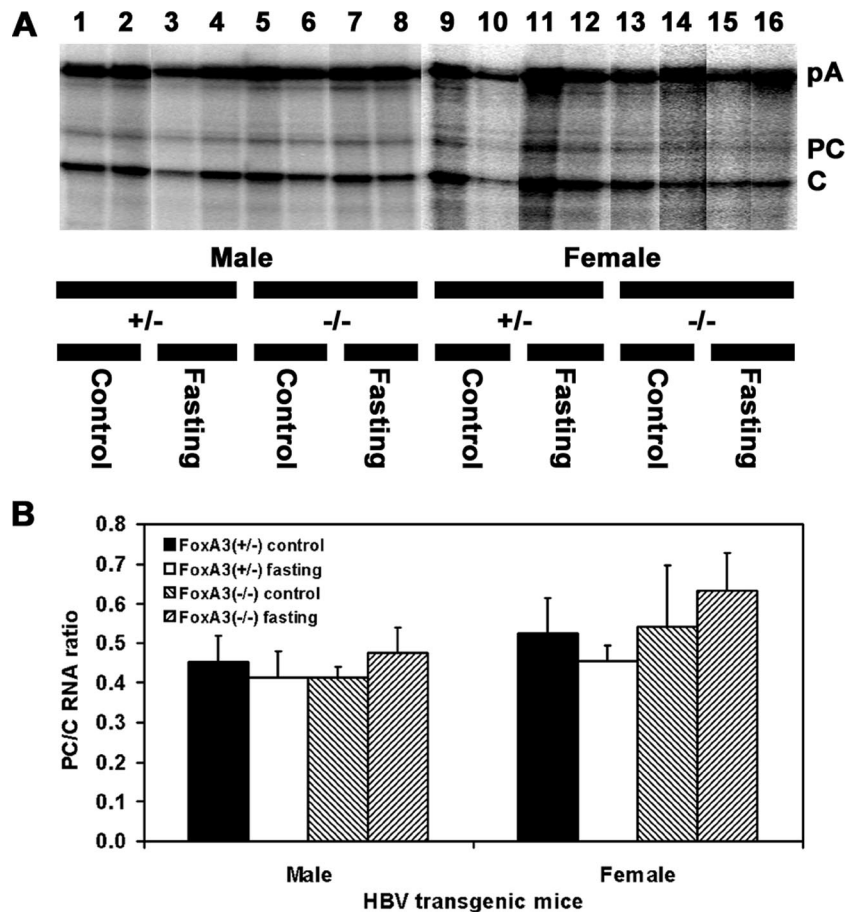 A
1 2 3 4 5 6 7 8 9 10 11 12 13 14 15 16
pA
PC
C
Male Female
+/- -/- +/- -/-
Control Fasting Control Fasting Control Fasting Control Fasting
B
0.8
0.7
0.6
0.5
0.4
0.3
0.2
0.1
0.0
PC/C RNA ratio
FoxA3(+/-) control
FoxA3(+/-) fasting
FoxA3(-/-) control
FoxA3(-/-) fasting
Male Female
HBV transgenic mice